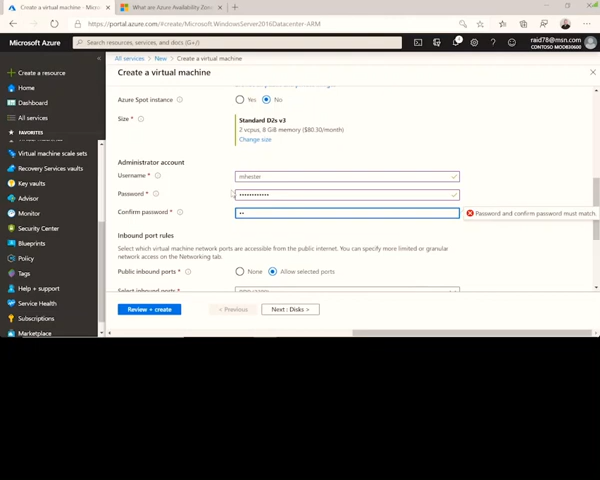 Create a virtual machine - Micros
What are Azure Availability Zon
https://portal.azure.com/#create/Microsoft.WindowsServer2016Datacenter-ARM
Microsoft Azure
Search resources, services, and docs (G+/)
raid78@msn.com
Create a resource
Home
Dashboard
All services
FAVORITES
Virtual machine scale sets
Recovery Services vaults
Key vaults
Advisor
Monitor
Security Center
Blueprints
Policy
Tags
Help + support
Service Health
Subscriptions
Marketplace
All services > New > Create a virtual machine
Create a virtual machine
Azure Spot instance
Yes
No
Size *
Standard D2s v3
2 vcpus, 8 GiB memory ($80.30/month)
Change size
Administrator account
Username *
mhester
Password *
••••••••••••
Confirm password *
••
Password and confirm password must match.
Inbound port rules
Select which virtual machine network ports are accessible from the public internet. You can specify more limited or granular
network access on the Networking tab.
Public inbound ports *
None
Allow selected ports
Select inbound ports *
Review + create
< Previous
Next : Disks >